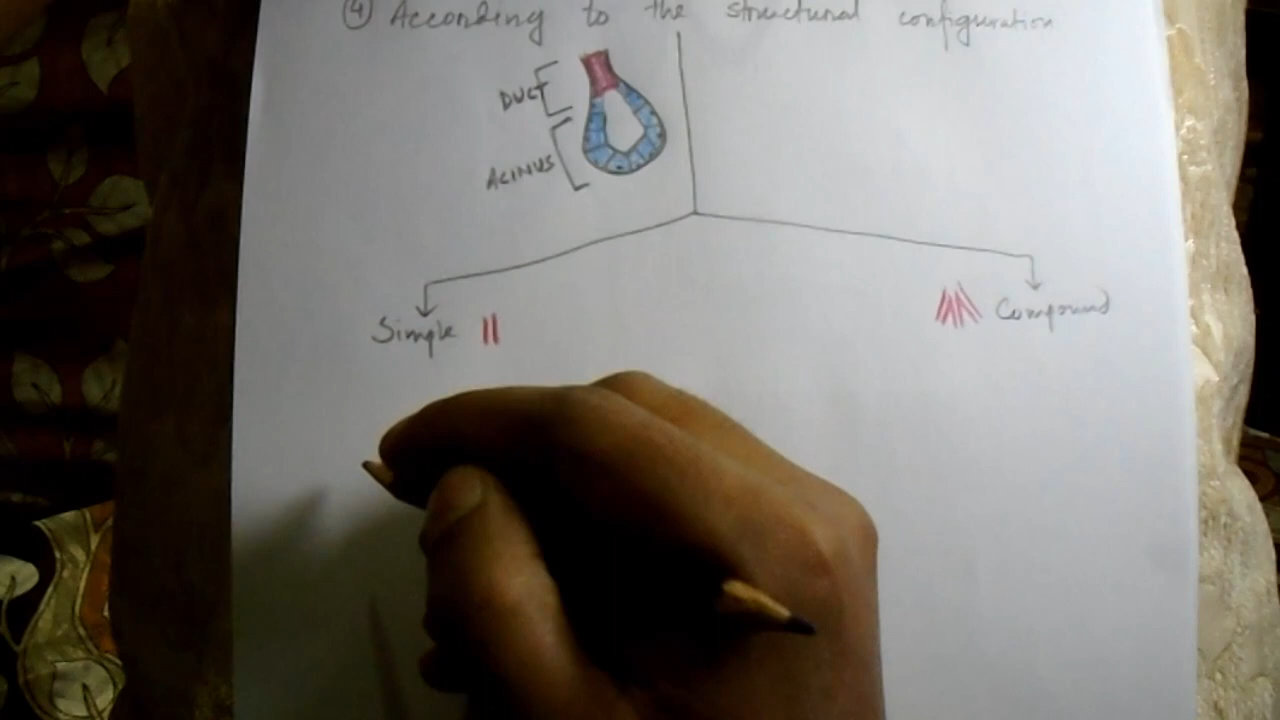 ④ According to the structural configuration
DUCT
ACINUS
Simple
Compound